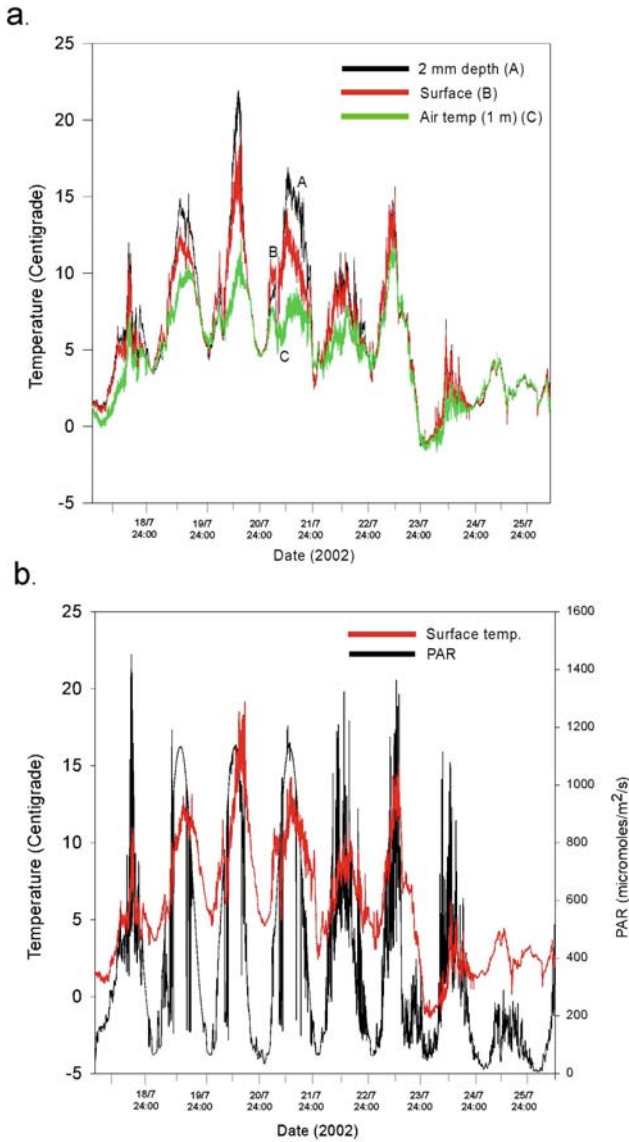 a.
25
20
15
10
5
0
-5
Temperature (Centigrade)
2 mm depth (A)
Surface (B)
Air temp (1 m) (C)
A
B
C
18/7 19/7 20/7 21/7 22/7 23/7 24/7 25/7
24:00 24:00 24:00 24:00 24:00 24:00 24:00 24:00
Date (2002)
b.
25
20
15
10
5
0
-5
Temperature (Centigrade)
Surface temp.
PAR
1600
1400
1200
1000
800
600
400
200
0
PAR (micromoles/m²/s)
18/7 19/7 20/7 21/7 22/7 23/7 24/7 25/7
24:00 24:00 24:00 24:00 24:00 24:00 24:00 24:00
Date (2002)